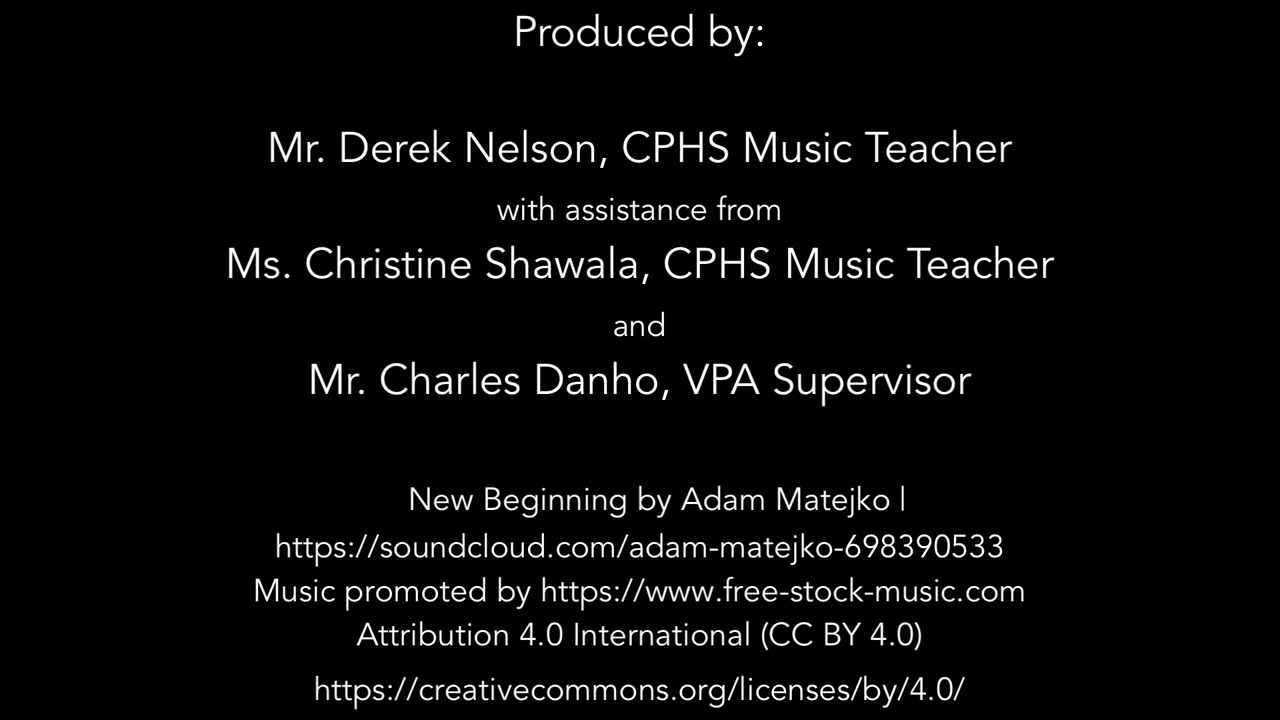 Produced by:
Mr. Derek Nelson, CPHS Music Teacher
with assistance from
Ms. Christine Shawala, CPHS Music Teacher
and
Mr. Charles Danho, VPA Supervisor
New Beginning by Adam Matejko |
https://soundcloud.com/adam-matejko-698390533
Music promoted by https://www.free-stock-music.com
Attribution 4.0 International (CC BY 4.0)
https://creativecommons.org/licenses/by/4.0/